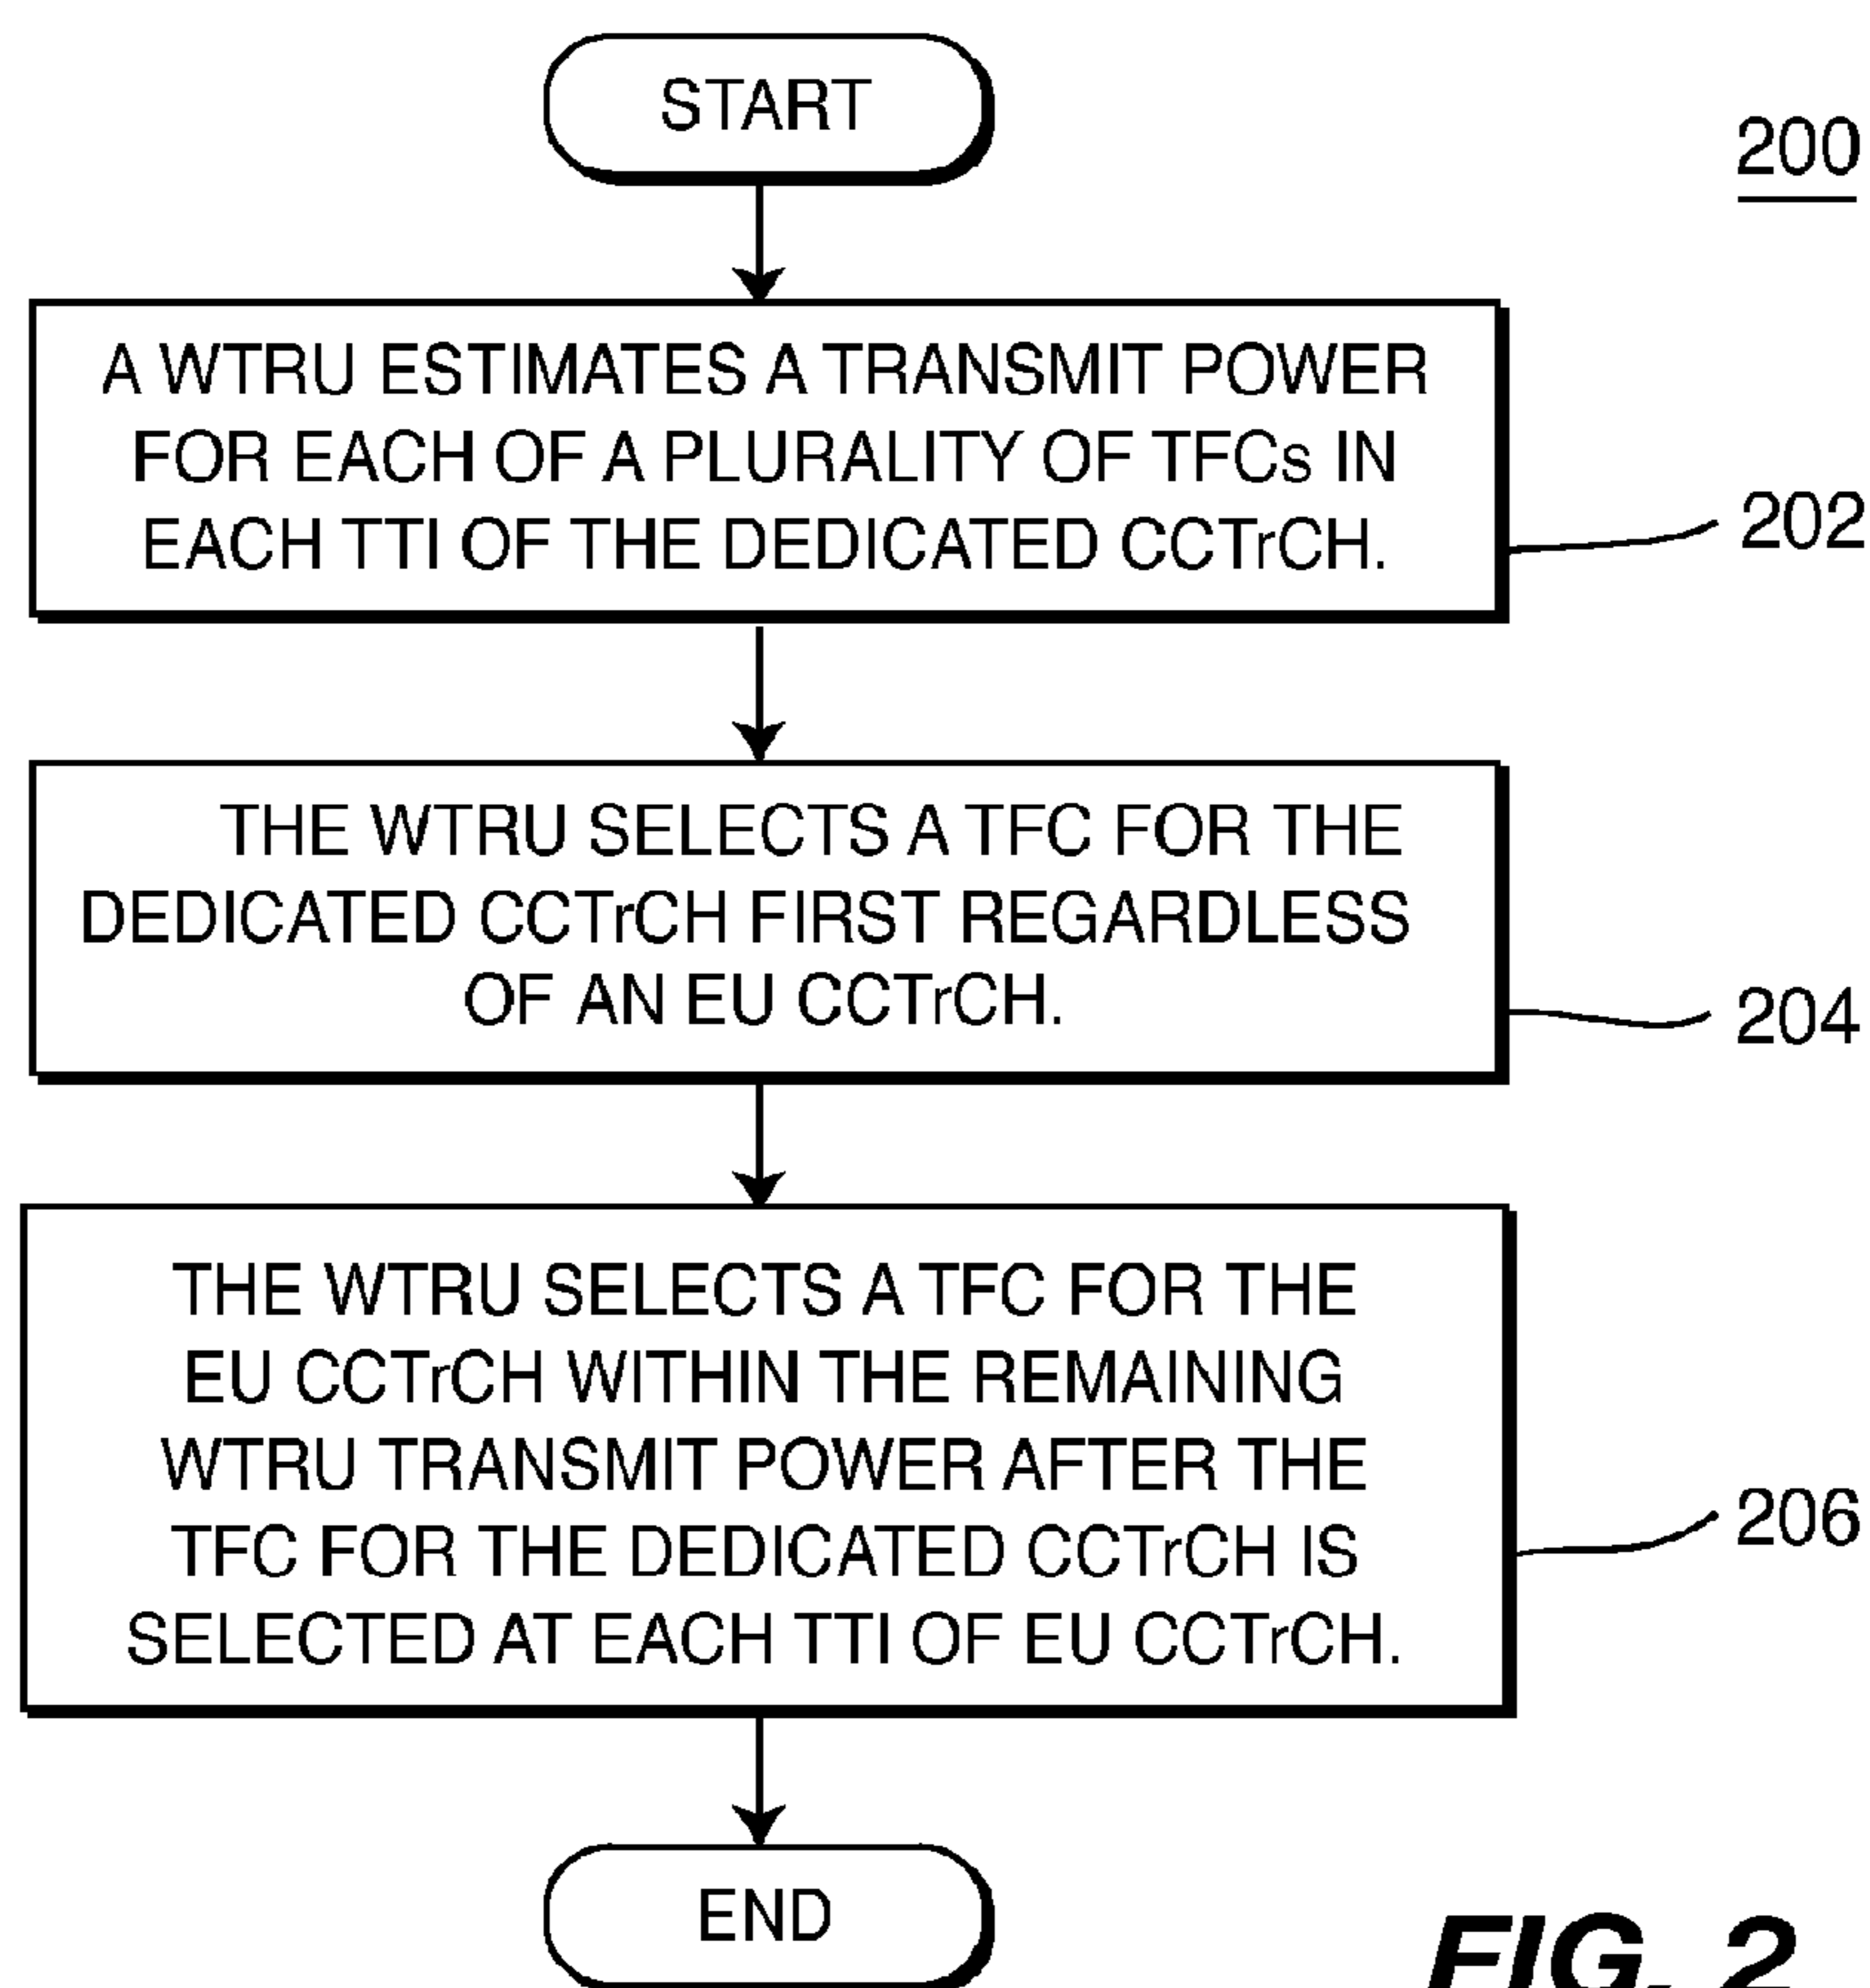 START
200
A WTRU ESTIMATES A TRANSMIT POWER
FOR EACH OF A PLURALITY OF TFCs IN
EACH TTI OF THE DEDICATED CCTrCH.
202
THE WTRU SELECTS A TFC FOR THE
DEDICATED CCTrCH FIRST REGARDLESS
OF AN EU CCTrCH.
204
THE WTRU SELECTS A TFC FOR THE
EU CCTrCH WITHIN THE REMAINING
WTRU TRANSMIT POWER AFTER THE
TFC FOR THE DEDICATED CCTrCH IS
SELECTED AT EACH TTI OF EU CCTrCH.
206
END
FIG. 2